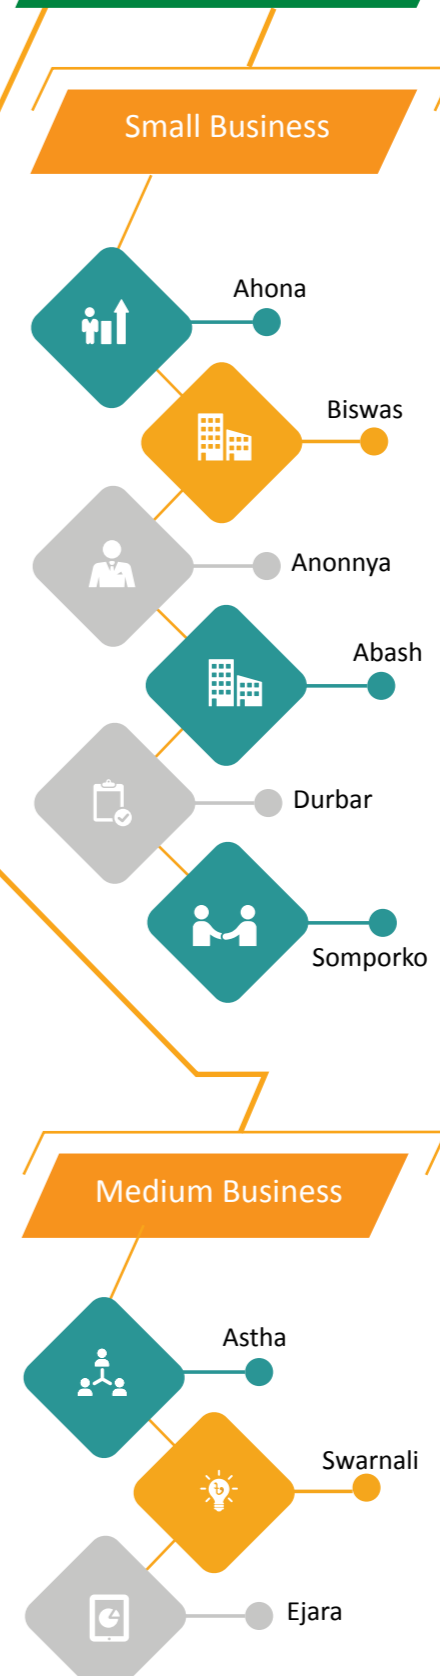 Small Business
Ahona
Biswas
Anonnya
Abash
Durbar
Somporko
Medium Business
Astha
Swarnali
৳
Ejara